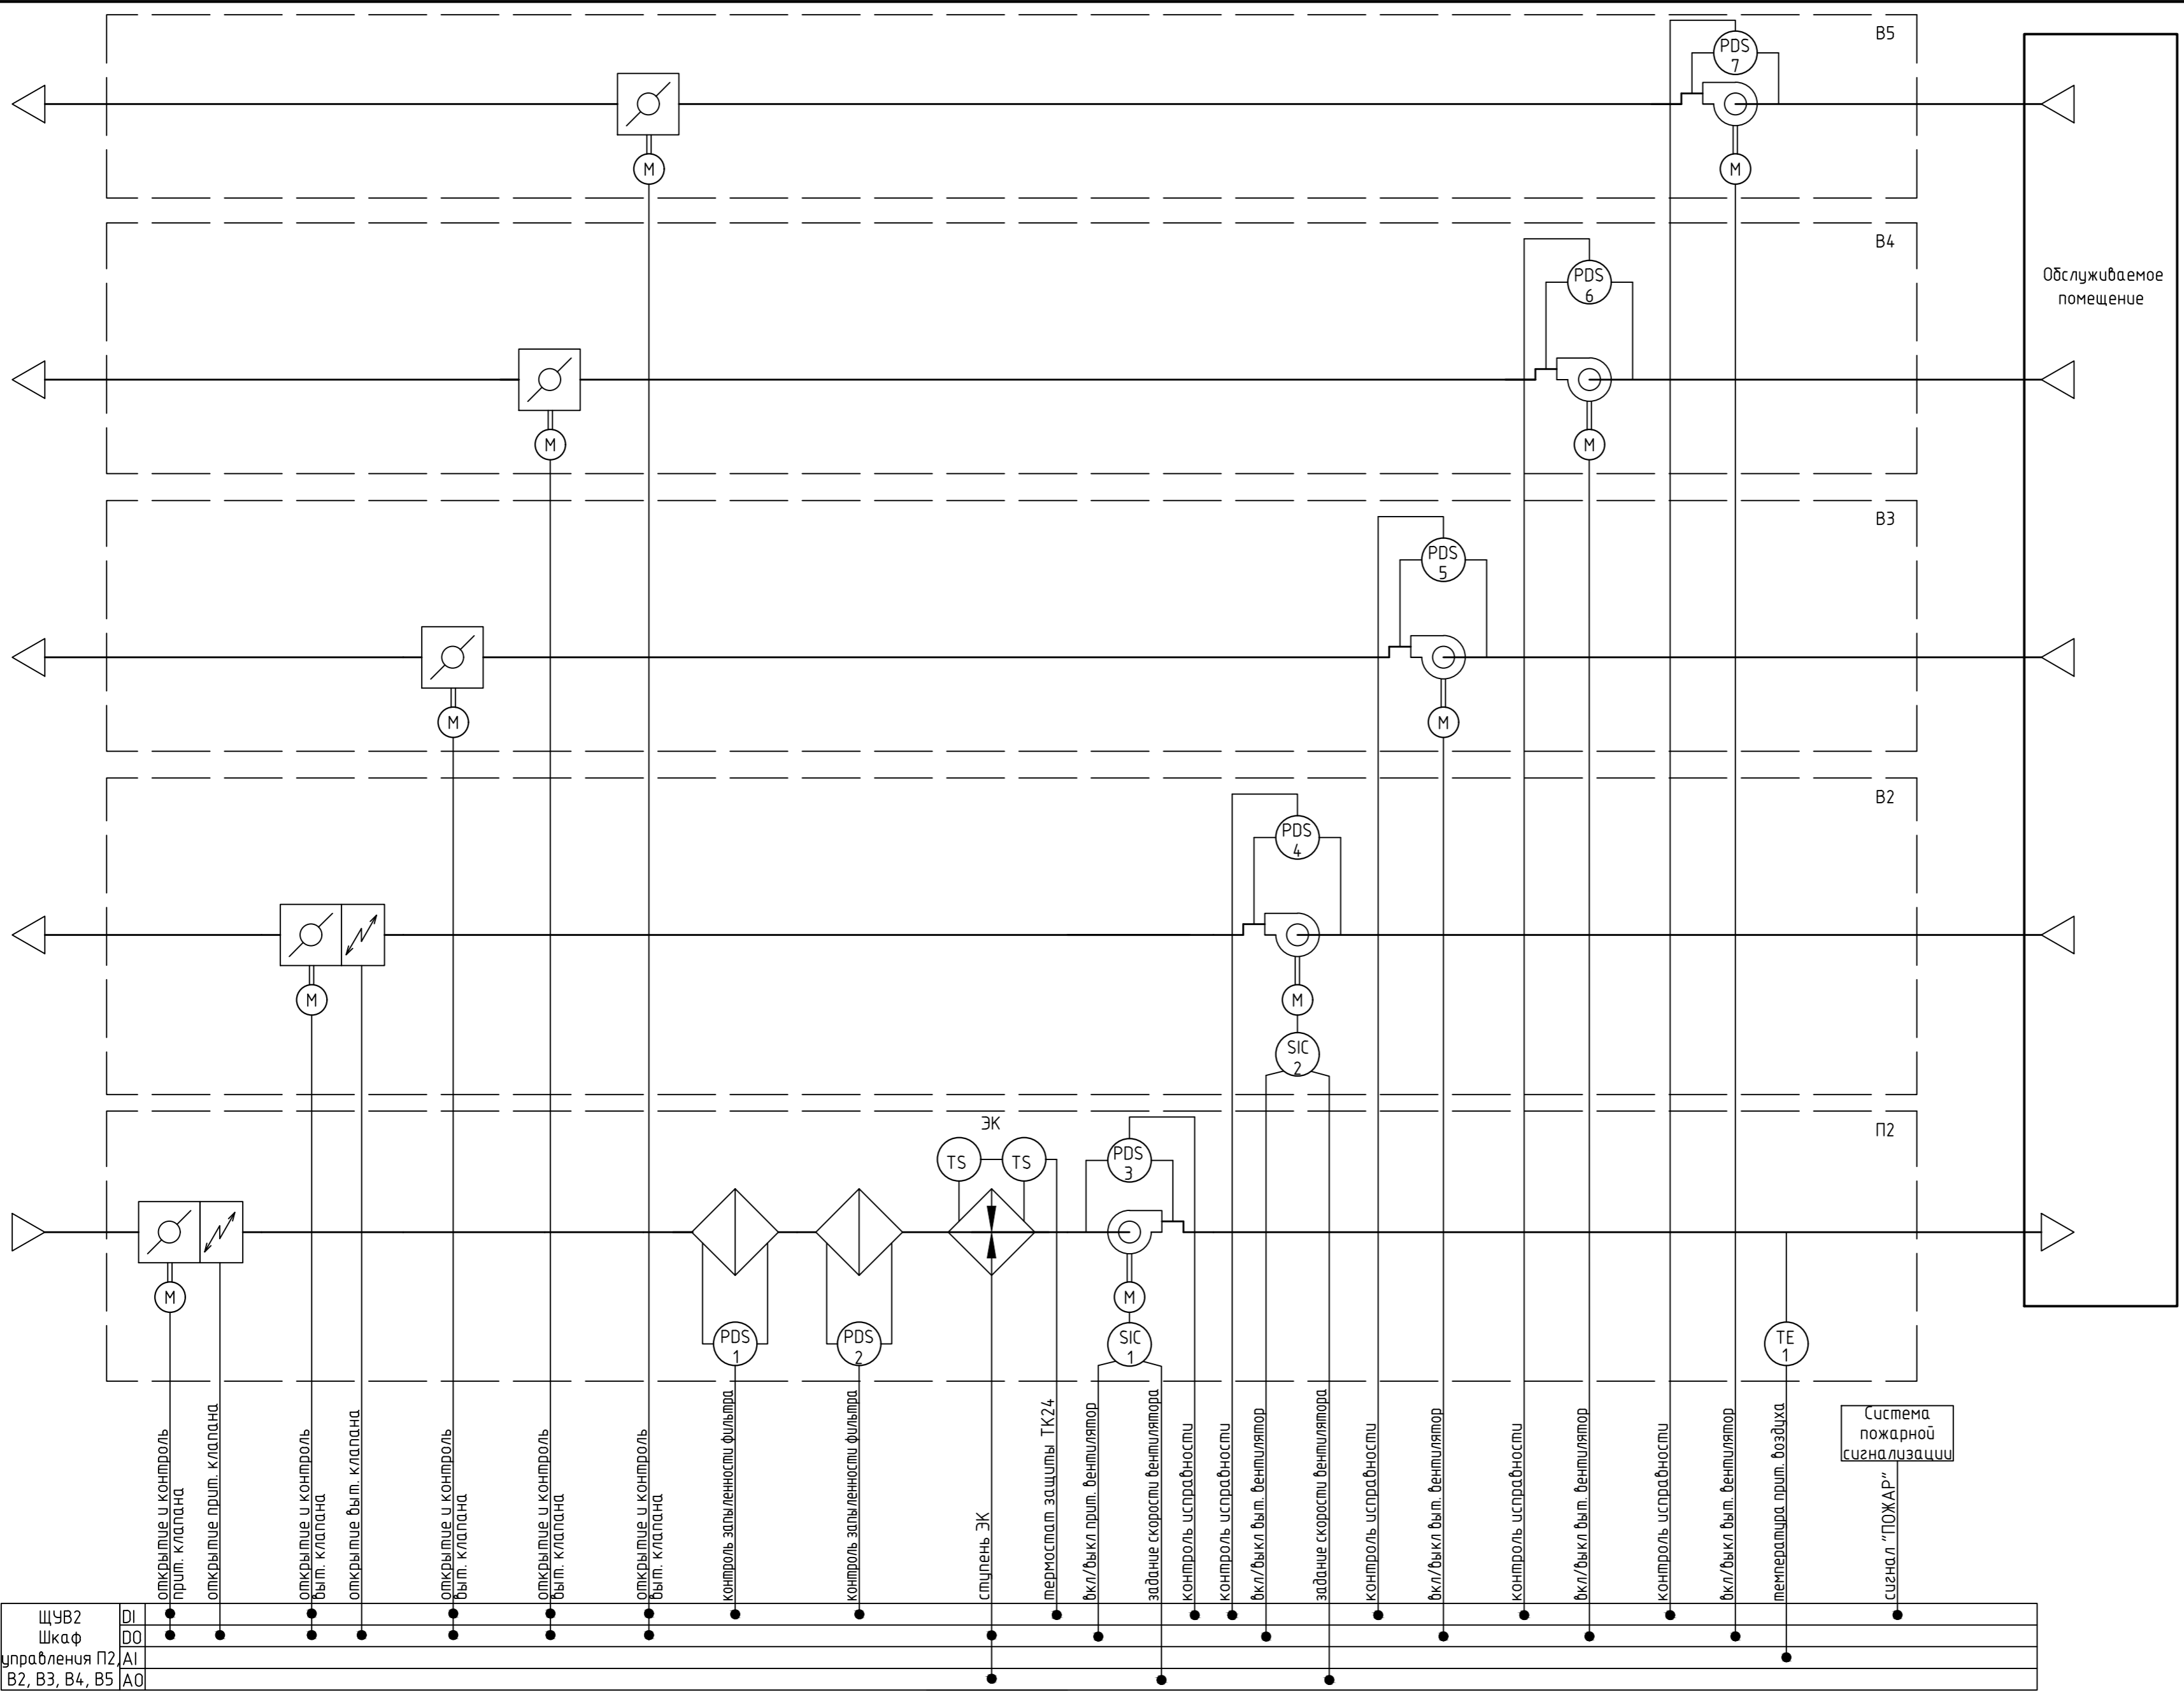 В5
PDS
7
М
М
В4
Обслуживаемое
помещение
PDS
6
М
М
В3
PDS
5
М
М
В2
PDS
4
М
М
SIC
2
П2
ЭК
TS
TS
PDS
3
М
М
PDS
1
PDS
2
SIC
1
TE
1
открытие и контроль
прит. клапана
открытие прит. клапана
открытие и контроль
выт. клапана
открытие выт. клапана
открытие и контроль
выт. клапана
открытие и контроль
выт. клапана
открытие и контроль
выт. клапана
контроль запыленности фильтра
контроль запыленности фильтра
ступень ЭК
термостат защиты ТК24
вкл/выкл прит. вентилятор
задание скорости вентилятора
контроль исправности
контроль исправности
вкл/выкл выт. вентилятор
задание скорости вентилятора
контроль исправности
вкл/выкл выт. вентилятор
контроль исправности
вкл/выкл выт. вентилятор
контроль исправности
вкл/выкл выт. вентилятор
температура прит. воздуха
Система
пожарной
сигнализации
сигнал "ПОЖАР"
ЩУВ2
Шкаф
управления П2,
В2, В3, В4, В5
DI
DO
AI
AO